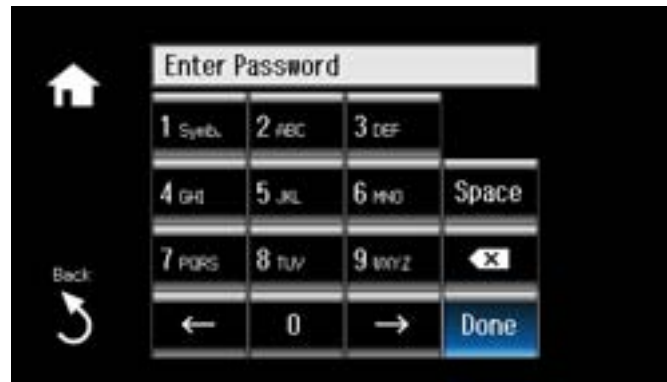 Enter Password
1 Symb. 2 ABC 3 DEF
4 GHI 5 JKL 6 MNO Space
7 PQRS 8 TUV 9 WXYZ
Back
← 0 → Done